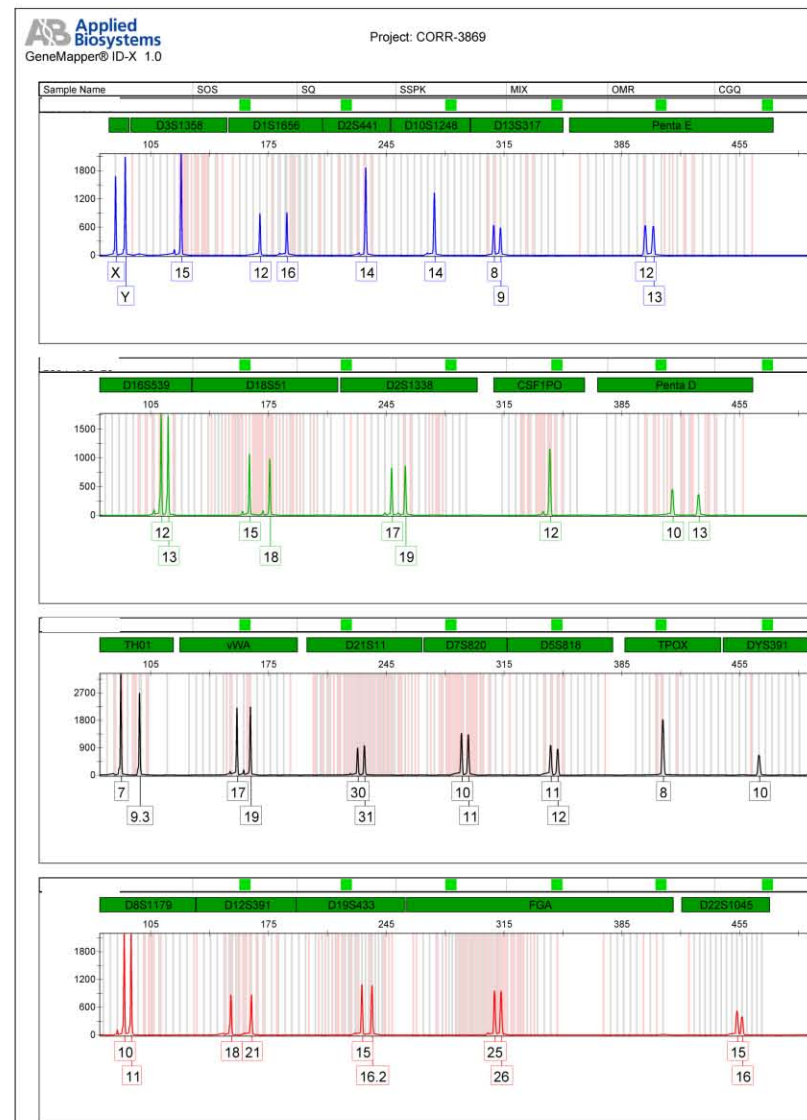 AB Applied
Biosystems
GeneMapper® ID-X 1.0
Project: CORR-3869
Sample Name SOS SQ SSPK MIX OMR CGQ
... D3S1358 D1S1656 D2S441 D10S1248 D13S317 Penta E
105 175 245 315 385 455
1800
1200
600
0
X 15 12 16 14 14 8 12
Y 9 13
D16S539 D18S51 D2S1338 CSF1PO Penta D
105 175 245 315 385 455
1500
1000
500
0
12 15 17 12 10 13
13 18 19
TH01 vWA D21S11 D7S820 D5S818 TPOX DYS391
105 175 245 315 385 455
2700
1800
900
0
7 17 30 10 11 8 10
9.3 19 31 11 12
D8S1179 D12S391 D19S433 FGA D22S1045
105 175 245 315 385 455
1800
1200
600
0
10 18 21 15 25 15
11 16.2 26 16